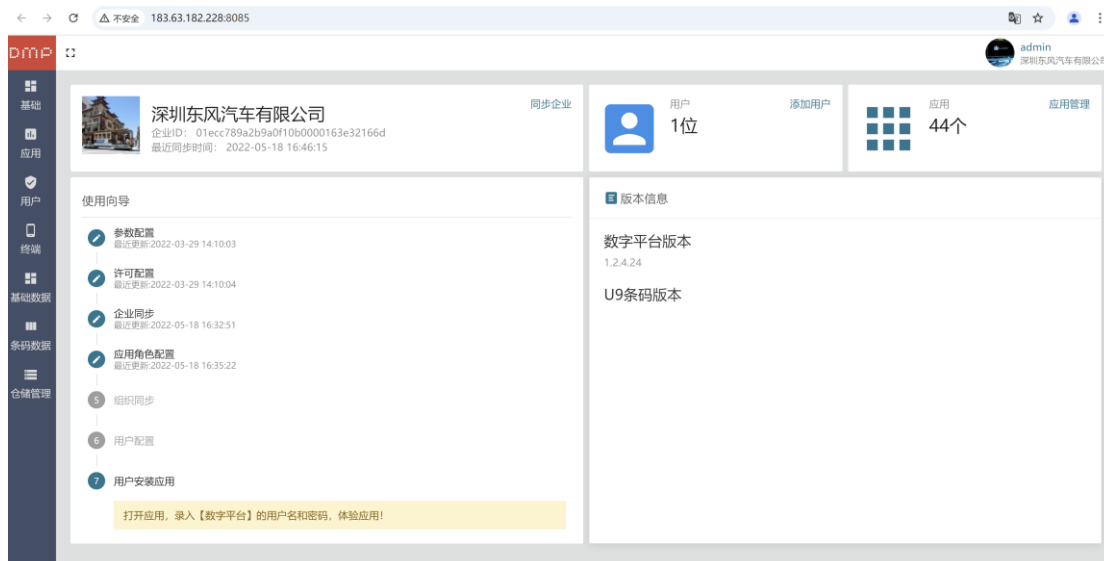 不安全 183.63.182.228:8085
DMP
admin
深圳东风汽车有限公司
基础
应用
用户
终端
基础数据
条码数据
仓储管理
深圳东风汽车有限公司
同步企业
企业ID: 01ecc789a2b9a0f10b0000163e32166d
最近同步时间: 2022-05-18 16:46:15
用户
添加用户
1位
应用
应用管理
44个
使用向导
参数配置
最近更新:2022-03-29 14:10:03
许可配置
最近更新:2022-03-29 14:10:04
企业同步
最近更新:2022-05-18 16:32:51
应用角色配置
最近更新:2022-05-18 16:35:22
5 组织同步
6 用户配置
7 用户安装应用
打开应用，录入【数字平台】的用户名和密码，体验应用！
版本信息
数字平台版本
1.2.4.24
U9条码版本